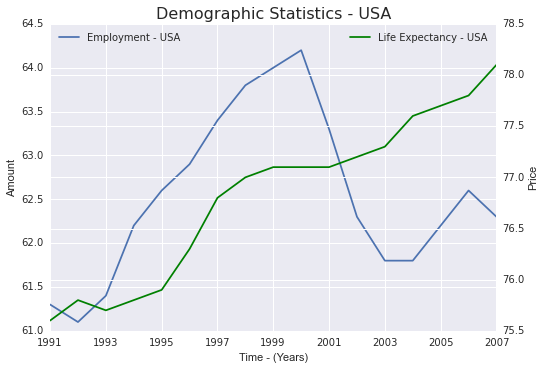 Demographic Statistics - USA
Employment - USA
Life Expectancy - USA
64.5
64.0
63.5
63.0
62.5
62.0
61.5
61.0
Amount
78.5
78.0
77.5
77.0
76.5
76.0
75.5
Price
1991 1993 1995 1997 1999 2001 2003 2005 2007
Time - (Years)